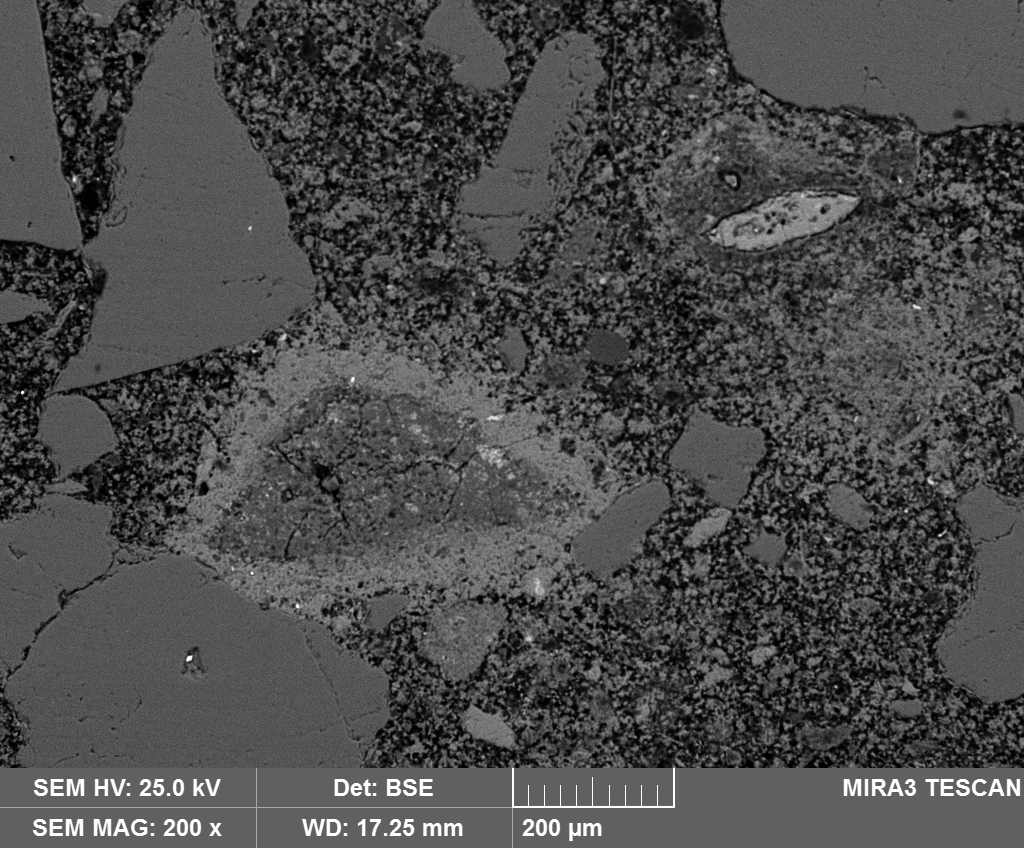 SEM HV: 25.0 kV Det: BSE MIRA3 TESCAN
SEM MAG: 200 x WD: 17.25 mm 200 µm